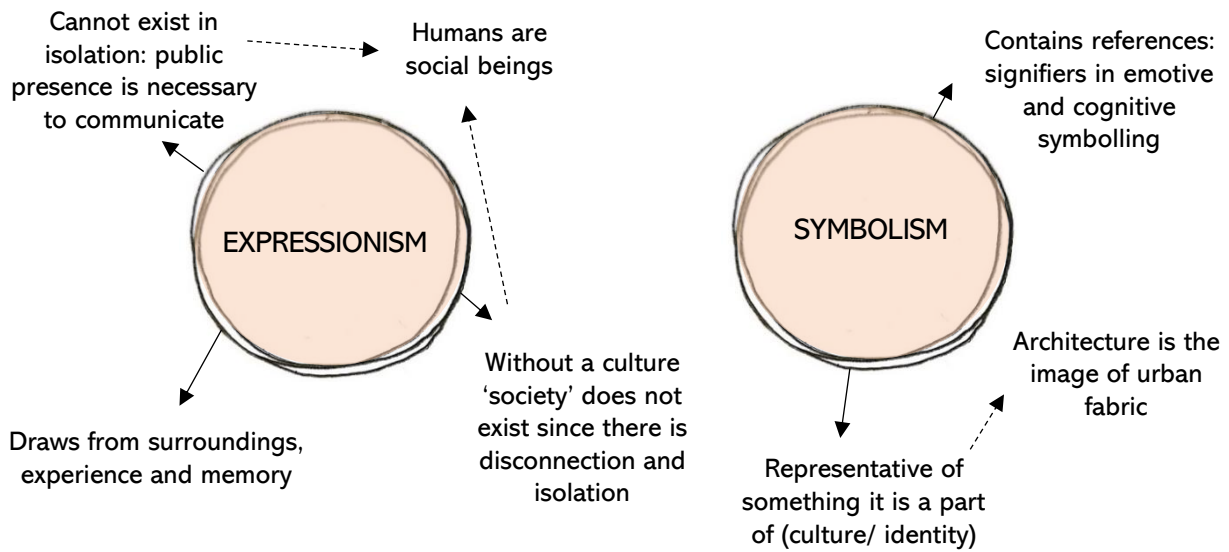 Cannot exist in
isolation: public
presence is necessary
to communicate
Humans are
social beings
EXPRESSIONISM
Draws from surroundings,
experience and memory
Without a culture
‘society’ does not
exist since there is
disconnection and
isolation
Contains references:
signifiers in emotive
and cognitive
symbolling
SYMBOLISM
Architecture is the
image of urban
fabric
Representative of
something it is a part
of (culture/ identity)